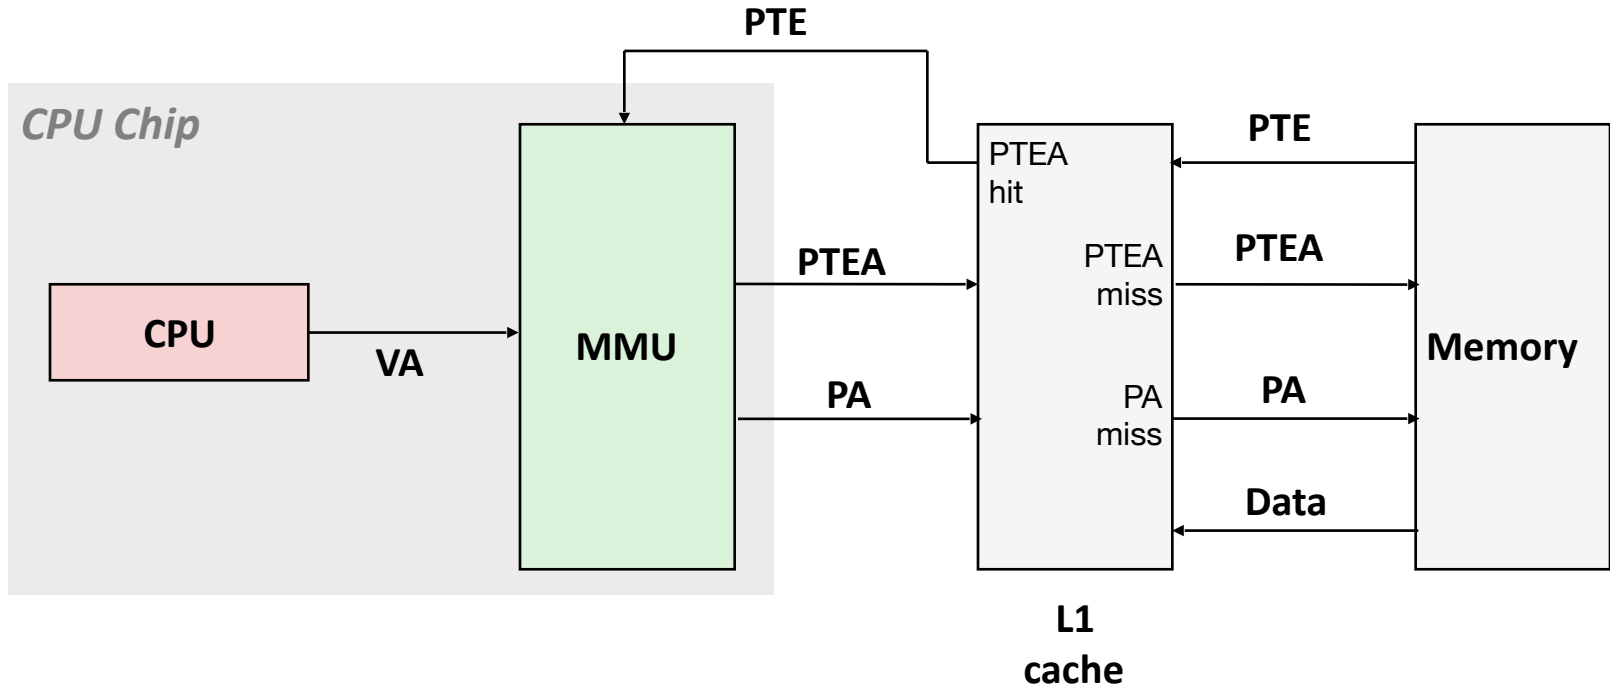 PTE
CPU Chip
PTEA
hit
PTE
PTEA
PTEA
miss
PTEA
CPU
VA
MMU
Memory
PA
PA
miss
PA
Data
L1
cache